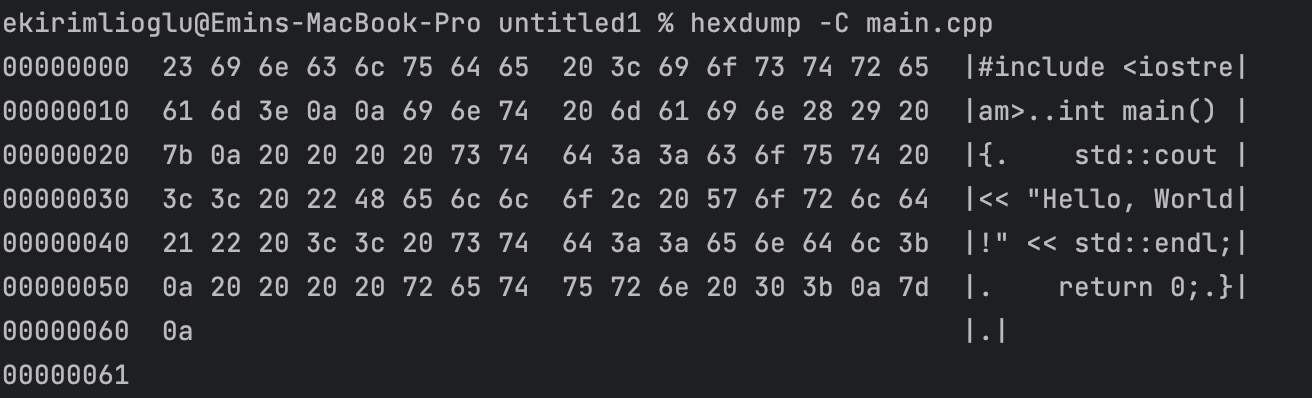 ekirimlioglu@Emins-MacBook-Pro untitled1 % hexdump -C main.cpp
00000000  23 69 6e 63 6c 75 64 65  20 3c 69 6f 73 74 72 65  |#include <iostre|
00000010  61 6d 3e 0a 0a 69 6e 74  20 6d 61 69 6e 28 29 20  |am>..int main() |
00000020  7b 0a 20 20 20 20 73 74  64 3a 3a 63 6f 75 74 20  |{.    std::cout |
00000030  3c 3c 20 22 48 65 6c 6c  6f 2c 20 57 6f 72 6c 64  |<< "Hello, World|
00000040  21 22 20 3c 3c 20 73 74  64 3a 3a 65 6e 64 6c 3b  |!" << std::endl;|
00000050  0a 20 20 20 20 72 65 74  75 72 6e 20 30 3b 0a 7d  |.    return 0;.}|
00000060  0a                                                |.|
00000061